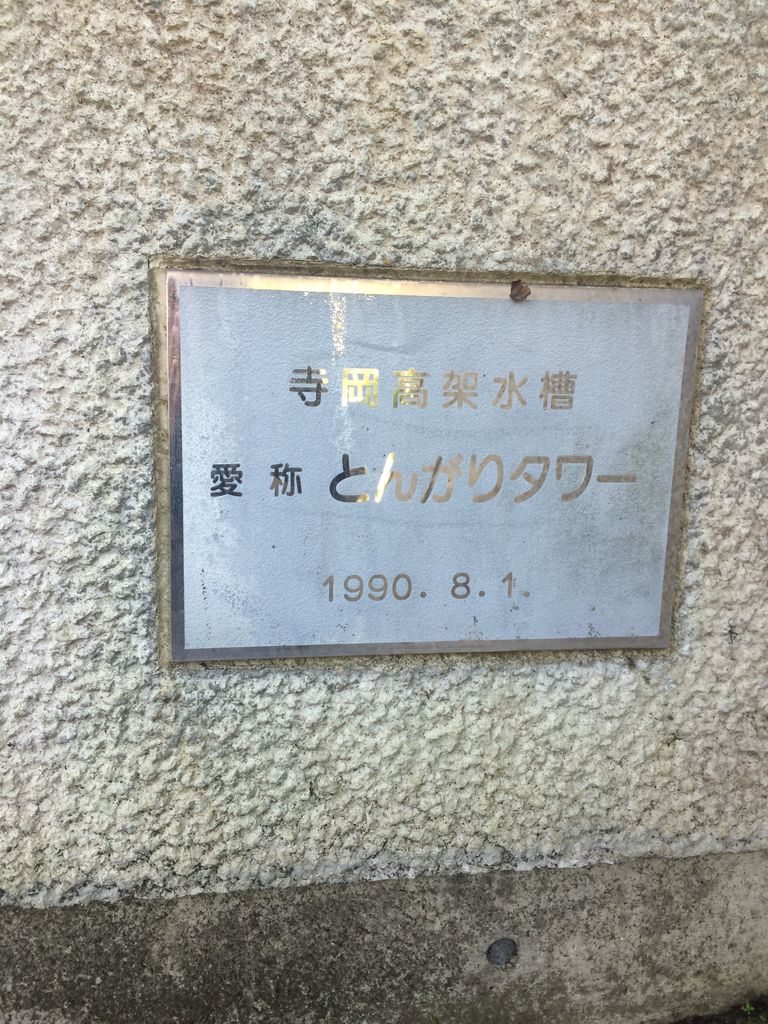 寺岡高架水槽
愛称 とんがりタワー
1990. 8. 1.